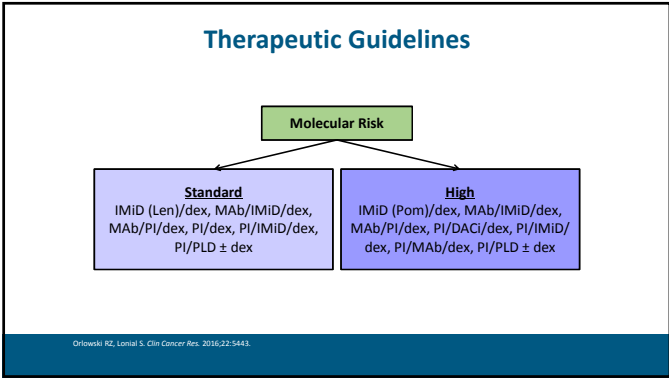 Therapeutic Guidelines
Molecular Risk
Standard
IMiD (Len)/dex, MAb/IMiD/dex,
MAb/PI/dex, PI/dex, PI/IMiD/dex,
PI/PLD ± dex
High
IMiD (Pom)/dex, MAb/IMiD/dex,
MAb/PI/dex, PI/DACi/dex, PI/IMiD/
dex, PI/MAb/dex, PI/PLD ± dex
Orlowski RZ, Lonial S. Clin Cancer Res. 2016;22:5443.